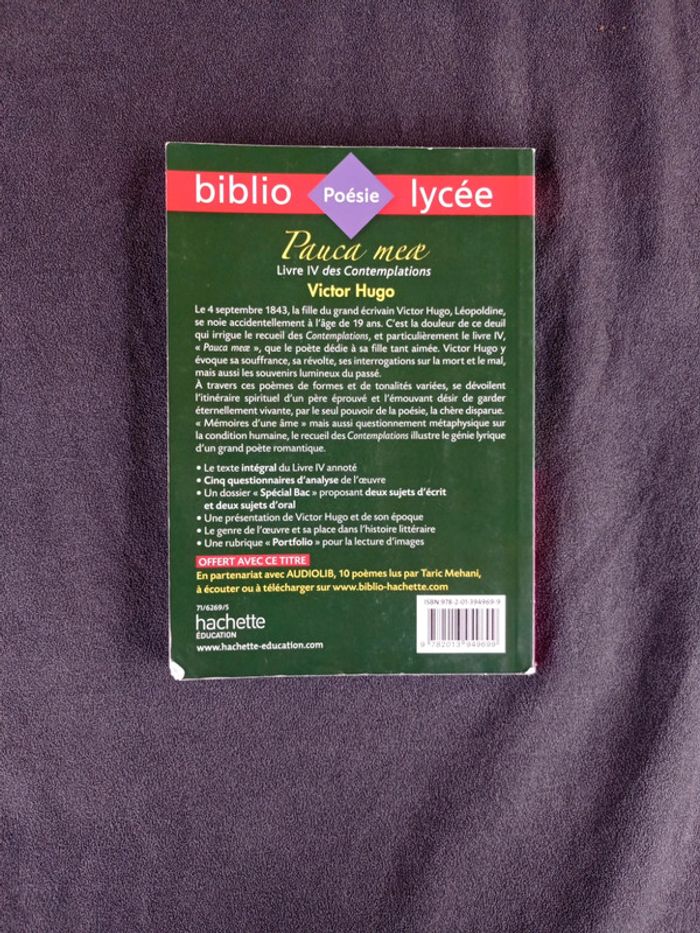 biblio Poésie lycée
Pauca meæ
Livre IV des Contemplations
Victor Hugo
Le 4 septembre 1843, la fille du grand écrivain Victor Hugo, Léopoldine,
se noie accidentellement à l'âge de 19 ans. C'est la douleur de ce deuil
qui irrigue le recueil des Contemplations, et particulièrement le livre IV,
« Pauca meæ », que le poète dédie à sa fille tant aimée. Victor Hugo y
évoque sa souffrance, sa révolte, ses interrogations sur la mort et le mal,
mais aussi les souvenirs lumineux du passé.
À travers ces poèmes de formes et de tonalités variées, se dévoilent
l'itinéraire spirituel d'un père éprouvé et l'émouvant désir de garder
éternellement vivante, par le seul pouvoir de la poésie, la chère disparue.
« Mémoires d'une âme » mais aussi questionnement métaphysique sur
la condition humaine, le recueil des Contemplations illustre le génie lyrique
d'un grand poète romantique.
• Le texte intégral du Livre IV annoté
• Cinq questionnaires d'analyse de l'œuvre
• Un dossier « Spécial Bac » proposant deux sujets d'écrit
et deux sujets d'oral
• Une présentation de Victor Hugo et de son époque
• Le genre de l'œuvre et sa place dans l'histoire littéraire
• Une rubrique « Portfolio » pour la lecture d'images
OFFERT AVEC CE TITRE
En partenariat avec AUDIOLIB, 10 poèmes lus par Taric Mehani,
à écouter ou à télécharger sur www.biblio-hachette.com
71/6269/5
hachette
ÉDUCATION
www.hachette-education.com
ISBN 978-2-01-394969-9
9 782013 949699